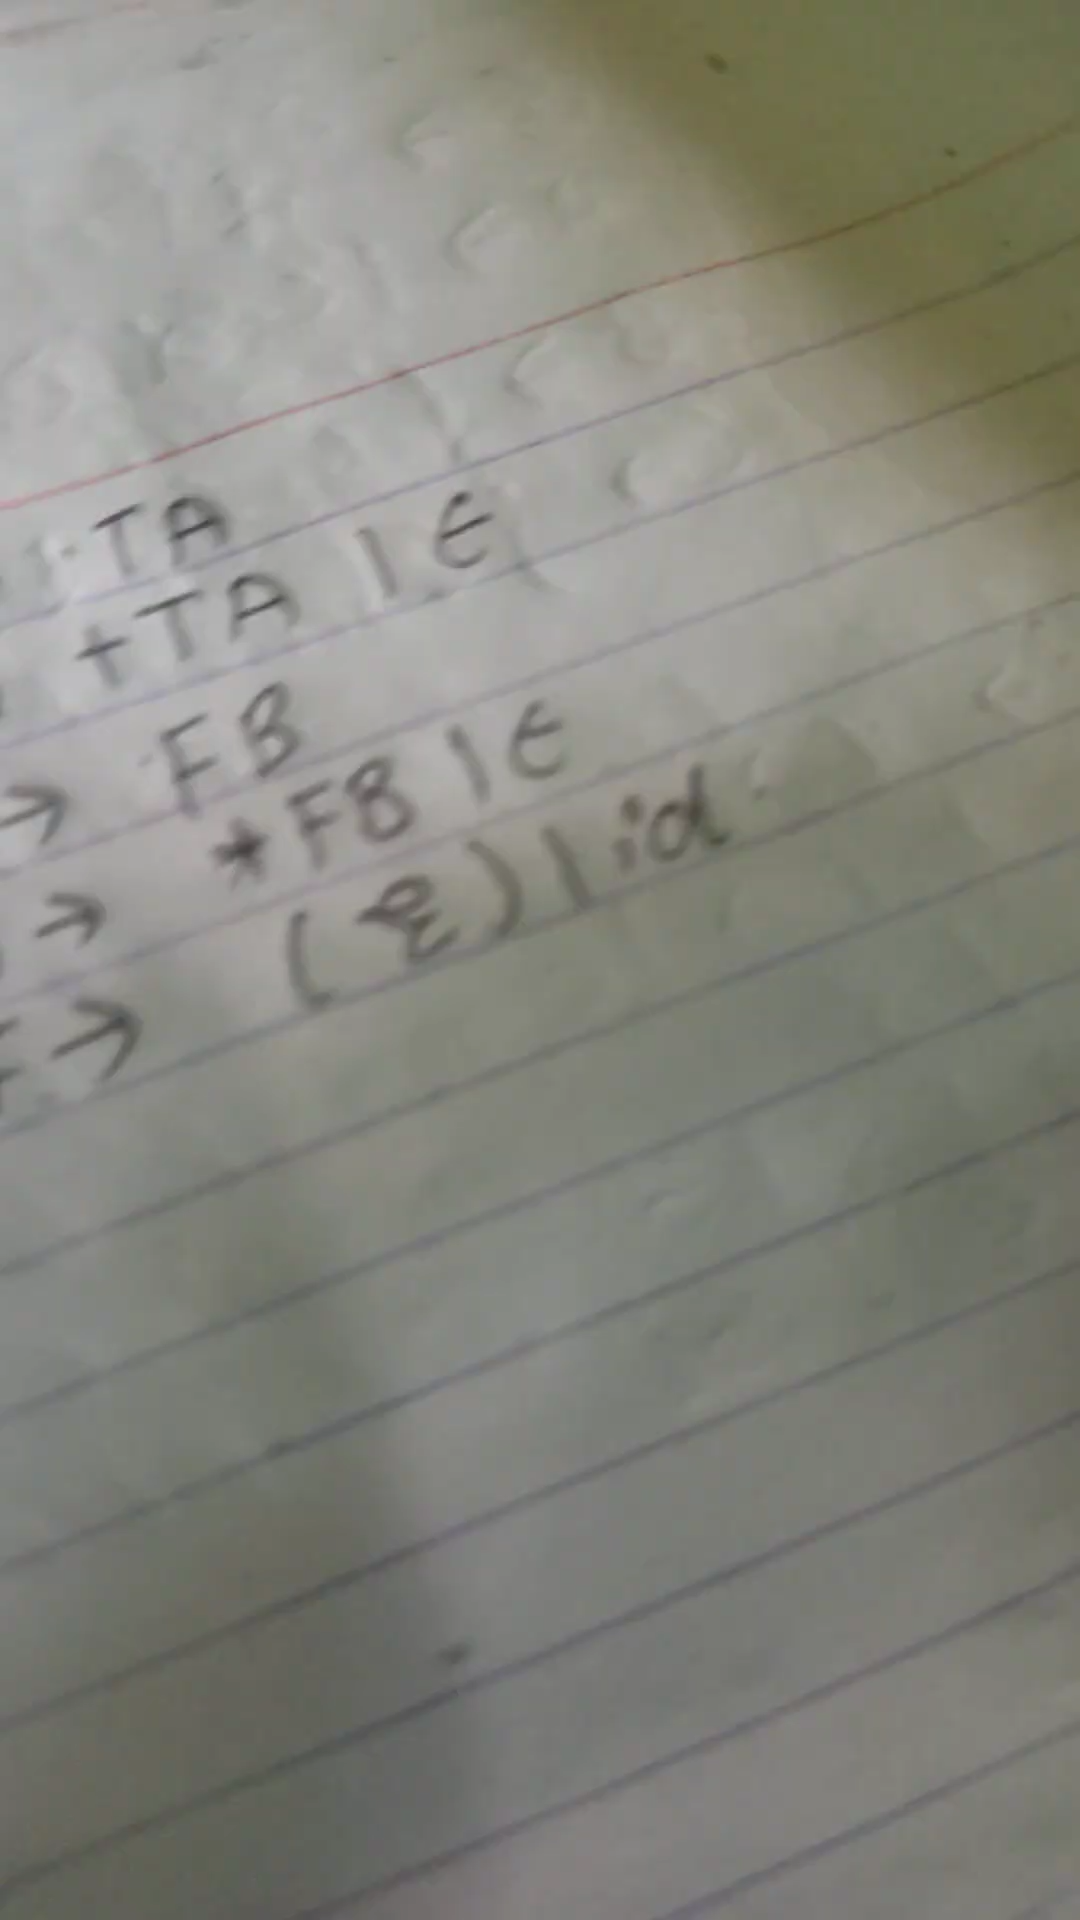 TA
+TA | ε
→ FB
→ *FB | ε
F → (E) | id